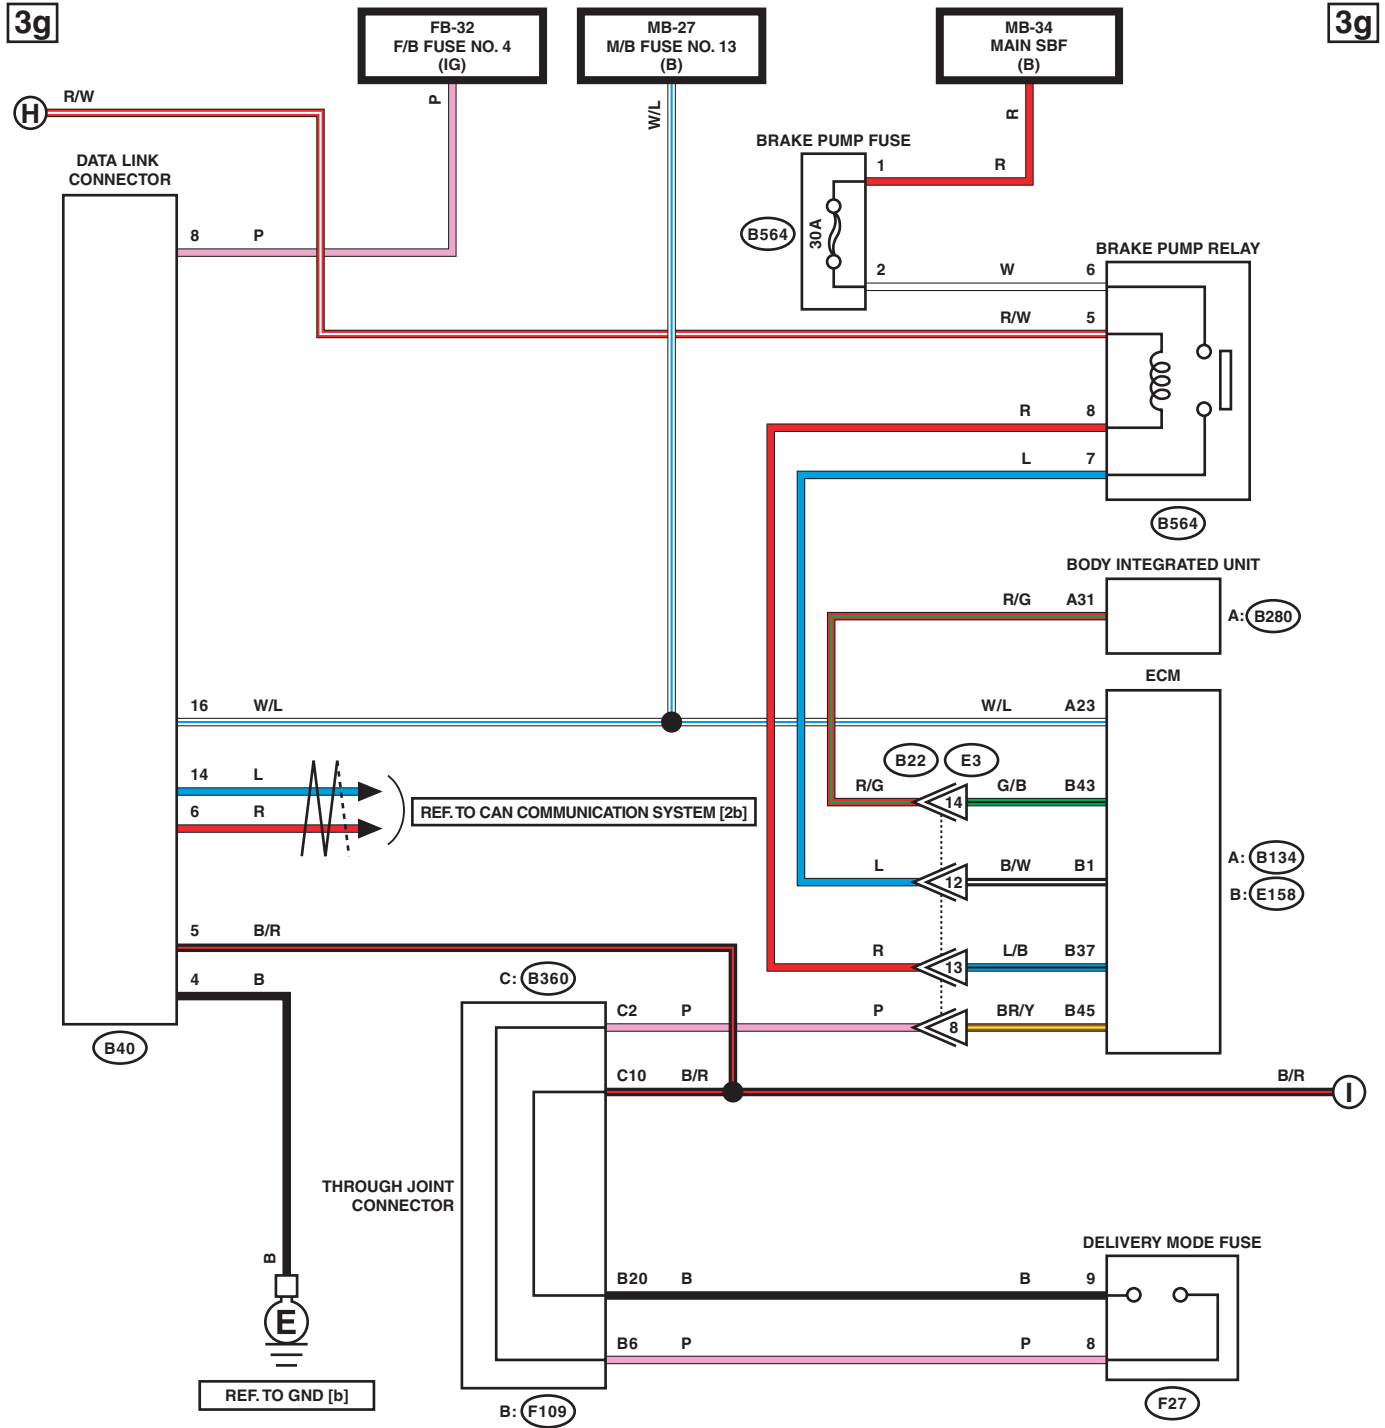 3g
3g
FB-32
F/B FUSE NO. 4
(IG)
MB-27
M/B FUSE NO. 13
(B)
MB-34
MAIN SBF
(B)
H
R/W
P
W/L
R
BRAKE PUMP FUSE
DATA LINK
CONNECTOR
1
R
30A
B564
8
P
2
W
6
BRAKE PUMP RELAY
R/W
5
R
8
L
7
B564
BODY INTEGRATED UNIT
R/G
A31
A:
B280
ECM
16
W/L
W/L
A23
B22
E3
14
L
R/G
14
G/B
B43
6
R
REF. TO CAN COMMUNICATION SYSTEM [2b]
L
12
B/W
B1
A:
B134
B:
E158
5
B/R
R
13
L/B
B37
4
B
C:
B360
C2
P
P
8
BR/Y
B45
B40
C10
B/R
B/R
I
THROUGH JOINT
CONNECTOR
B
DELIVERY MODE FUSE
B20
B
B
9
E
B6
P
P
8
REF. TO GND [b]
B:
F109
F27